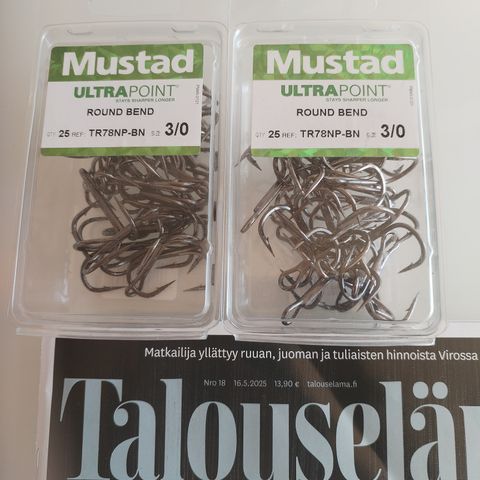 Mustad
ULTRAPOINT
STAYS SHARPER LONGER
ROUND BEND
QTY: 25 REF: TR78NP-BN SIZE 3/0
Mustad
ULTRAPOINT
STAYS SHARPER LONGER
ROUND BEND
QTY: 25 REF: TR78NP-BN SIZE 3/0
Matkailija yllättyy ruuan, juoman ja tuliaisten hinnoista Virossa
Nro 18 16.5.2025 13,90 € talouselama.fi
Talouselä